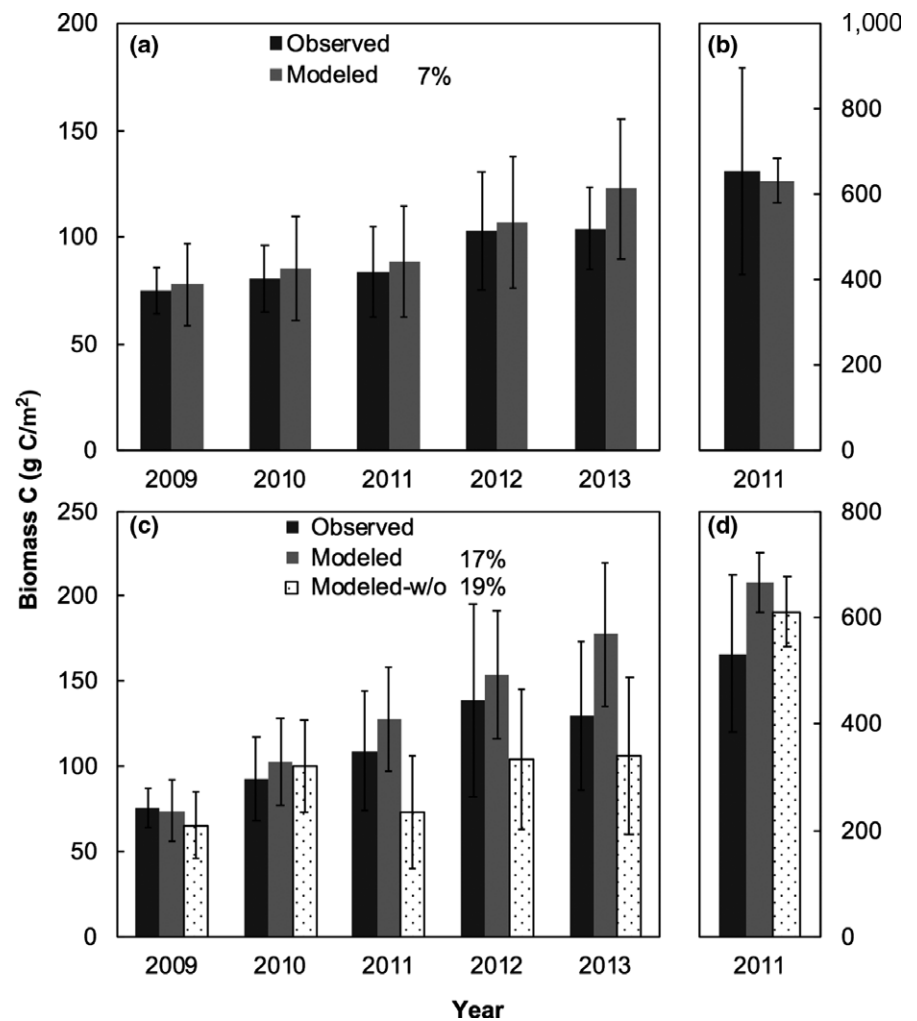 200
(a)
Observed
Modeled 7%
150
100
50
0
2009 2010 2011 2012 2013
(b)
1,000
800
600
400
200
0
2011
Biomass C (g C/m²)
250
(c)
Observed
Modeled 17%
Modeled-w/o 19%
200
150
100
50
0
2009 2010 2011 2012 2013
(d)
800
600
400
200
0
2011
Year